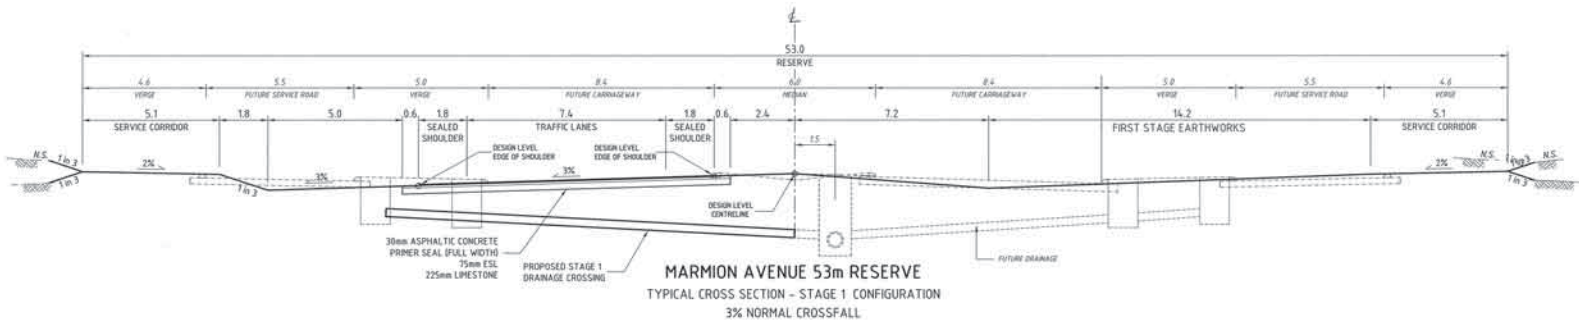 ℄
53.0
RESERVE
4.6 5.5 5.0 8.4 6.0 8.4 5.0 5.5 4.6
VERGE FUTURE SERVICE ROAD VERGE FUTURE CARRIAGEWAY MEDIAN FUTURE CARRIAGEWAY VERGE FUTURE SERVICE ROAD VERGE
5.1 1.8 5.0 0.6 1.8 7.4 1.8 0.6 2.4 7.2 14.2 5.1
SERVICE CORRIDOR SEALED SHOULDER TRAFFIC LANES SEALED SHOULDER FIRST STAGE EARTHWORKS SERVICE CORRIDOR
1.5
DESIGN LEVEL
EDGE OF SHOULDER
DESIGN LEVEL
EDGE OF SHOULDER
N.S. 1 in 3 2% 3% 3% 2% N.S. 1 in 3 N.S.
1 in 3 1 in 3 1 in 3
DESIGN LEVEL
CENTRELINE
30mm ASPHALTIC CONCRETE
PRIMER SEAL (FULL WIDTH)
75mm ESL
225mm LIMESTONE
PROPOSED STAGE 1
DRAINAGE CROSSING
FUTURE DRAINAGE
MARMION AVENUE 53m RESERVE
TYPICAL CROSS SECTION - STAGE 1 CONFIGURATION
3% NORMAL CROSSFALL